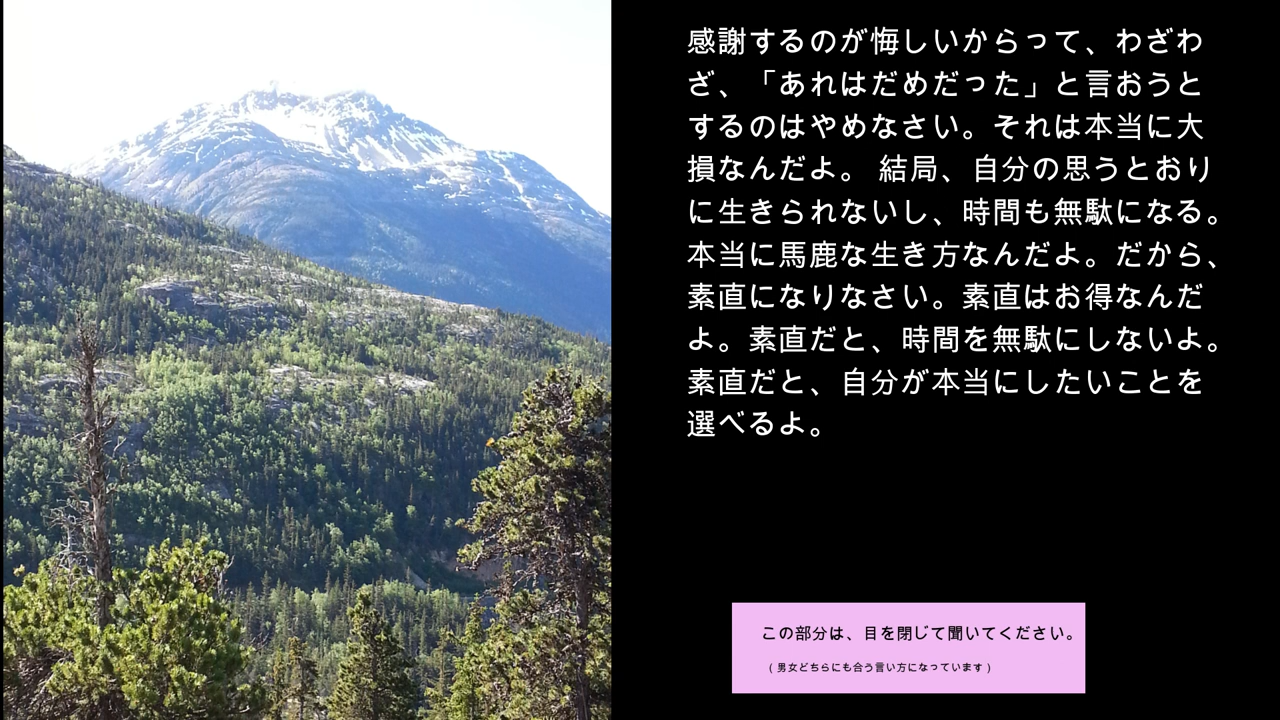 感謝するのが悔しいからって、わざわ
ざ、「あれはだめだった」と言おうと
するのはやめなさい。それは本当に大
損なんだよ。 結局、自分の思うとおり
に生きられないし、時間も無駄になる。
本当に馬鹿な生き方なんだよ。だから、
素直になりなさい。素直はお得なんだ
よ。素直だと、時間を無駄にしないよ。
素直だと、自分が本当にしたいことを
選べるよ。
この部分は、目を閉じて聞いてください。
（男女どちらにも合う言い方になっています）